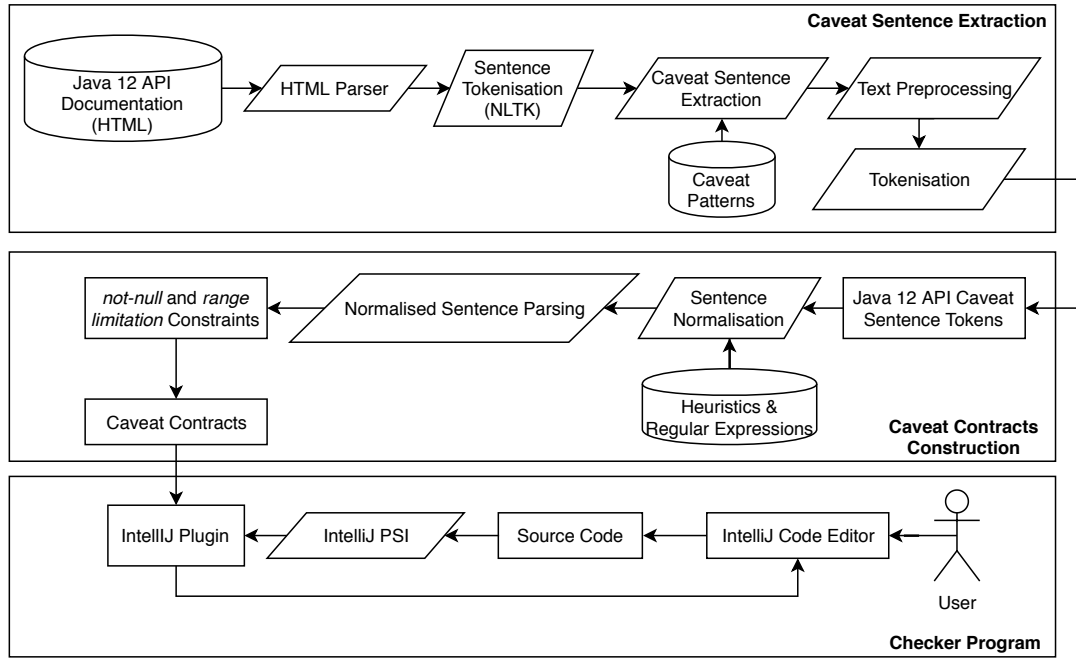 Caveat Sentence Extraction
Java 12 API
Documentation
(HTML)
HTML Parser
Sentence
Tokenisation
(NLTK)
Caveat Sentence
Extraction
Text Preprocessing
Caveat
Patterns
Tokenisation
not-null and range
limitation Constraints
Normalised Sentence Parsing
Sentence
Normalisation
Java 12 API Caveat
Sentence Tokens
Caveat Contracts
Heuristics &
Regular Expressions
Caveat Contracts
Construction
IntellIJ Plugin
IntelliJ PSI
Source Code
IntelliJ Code Editor
User
Checker Program